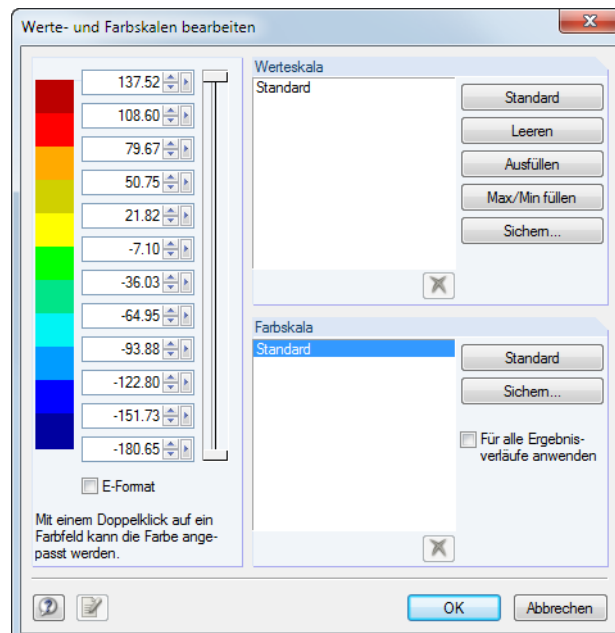 Werte- und Farbskalen bearbeiten
137.52
108.60
79.67
50.75
21.82
-7.10
-36.03
-64.95
-93.88
-122.80
-151.73
-180.65
E-Format
Mit einem Doppelklick auf ein
Farbfeld kann die Farbe ange-
passt werden.
Werteskala
Standard
Standard
Leeren
Ausfüllen
Max/Min füllen
Sichern...
Farbskala
Standard
Standard
Sichern...
Für alle Ergebnis-
verläufe anwenden
OK
Abbrechen